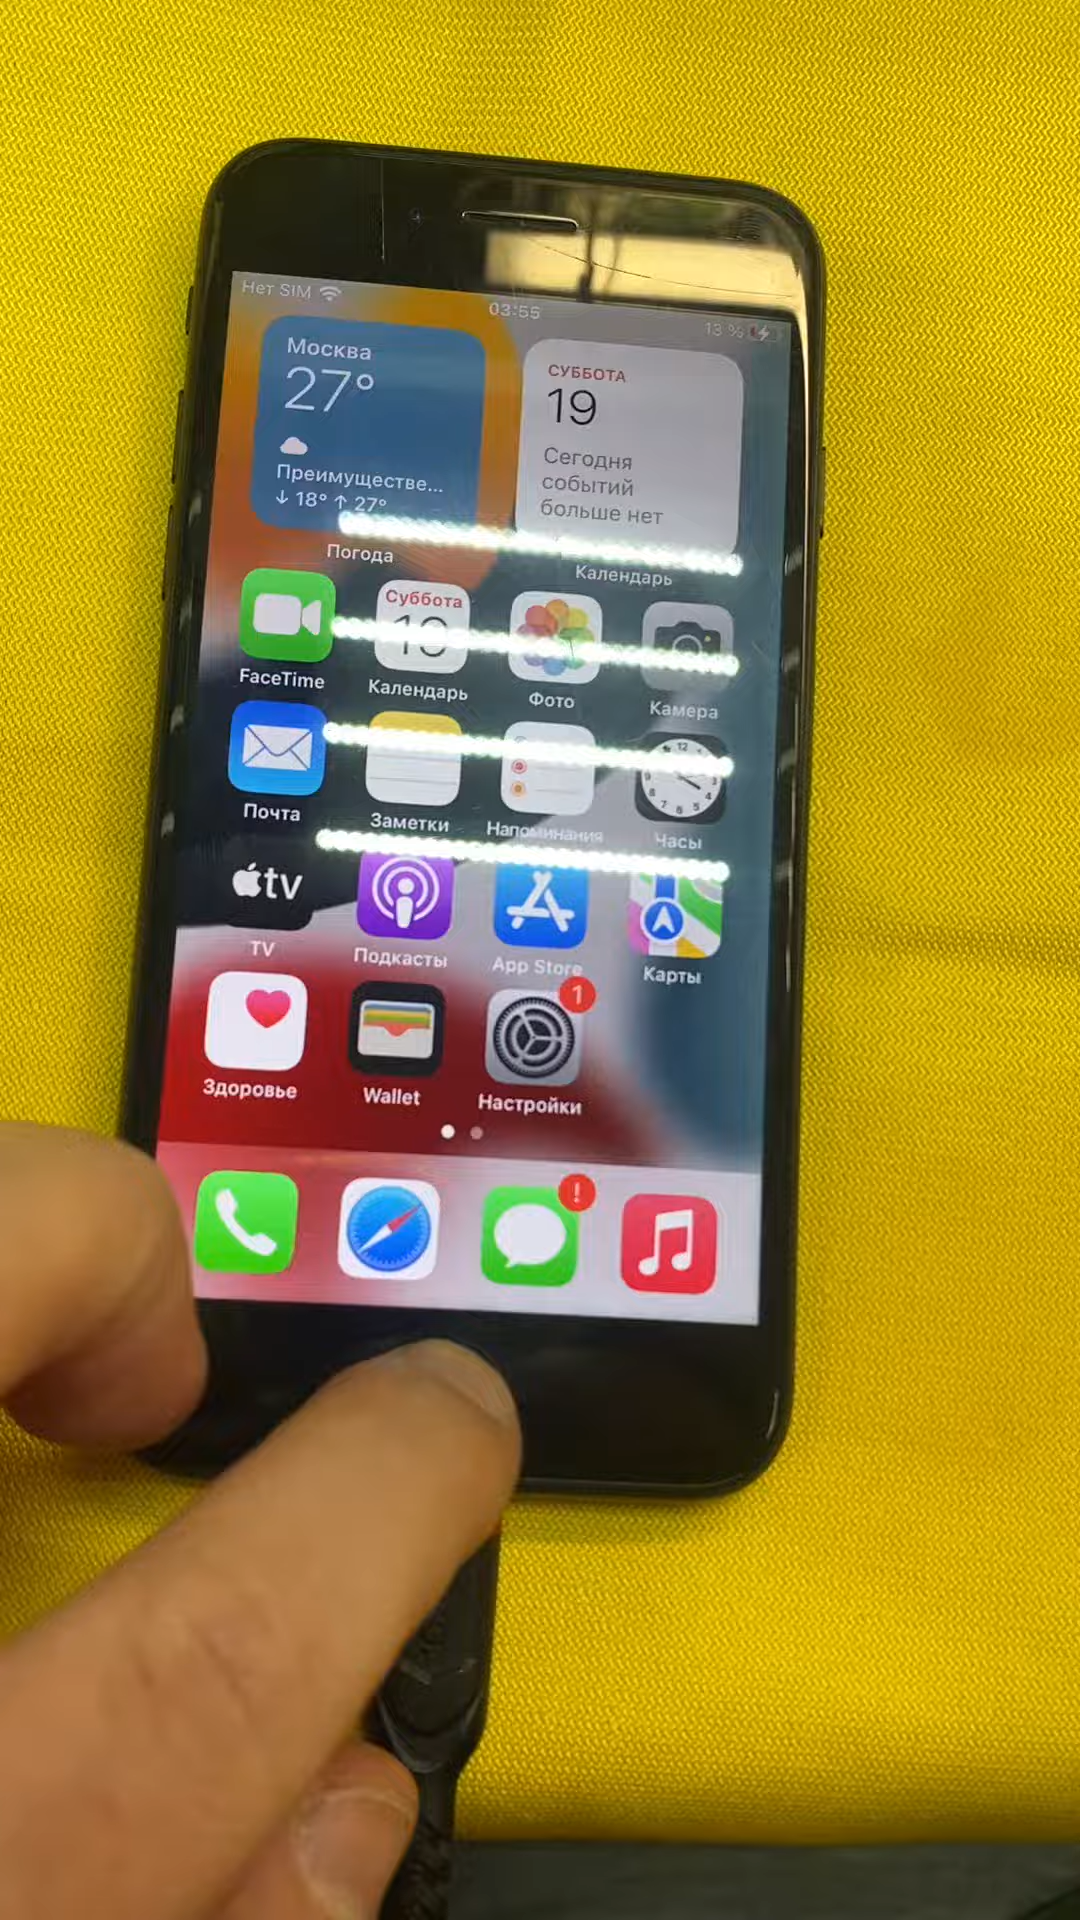 Нет SIM
03:55
13 %
Москва
27°
Преимуществе...
↓ 18° ↑ 27°
Погода
СУББОТА
19
Сегодня
событий
больше нет
Календарь
FaceTime
Суббота
Календарь
Фото
Камера
Почта
Заметки
Напоминания
Часы
tv
TV
Подкасты
App Store
Карты
1
Здоровье
Wallet
Настройки
!